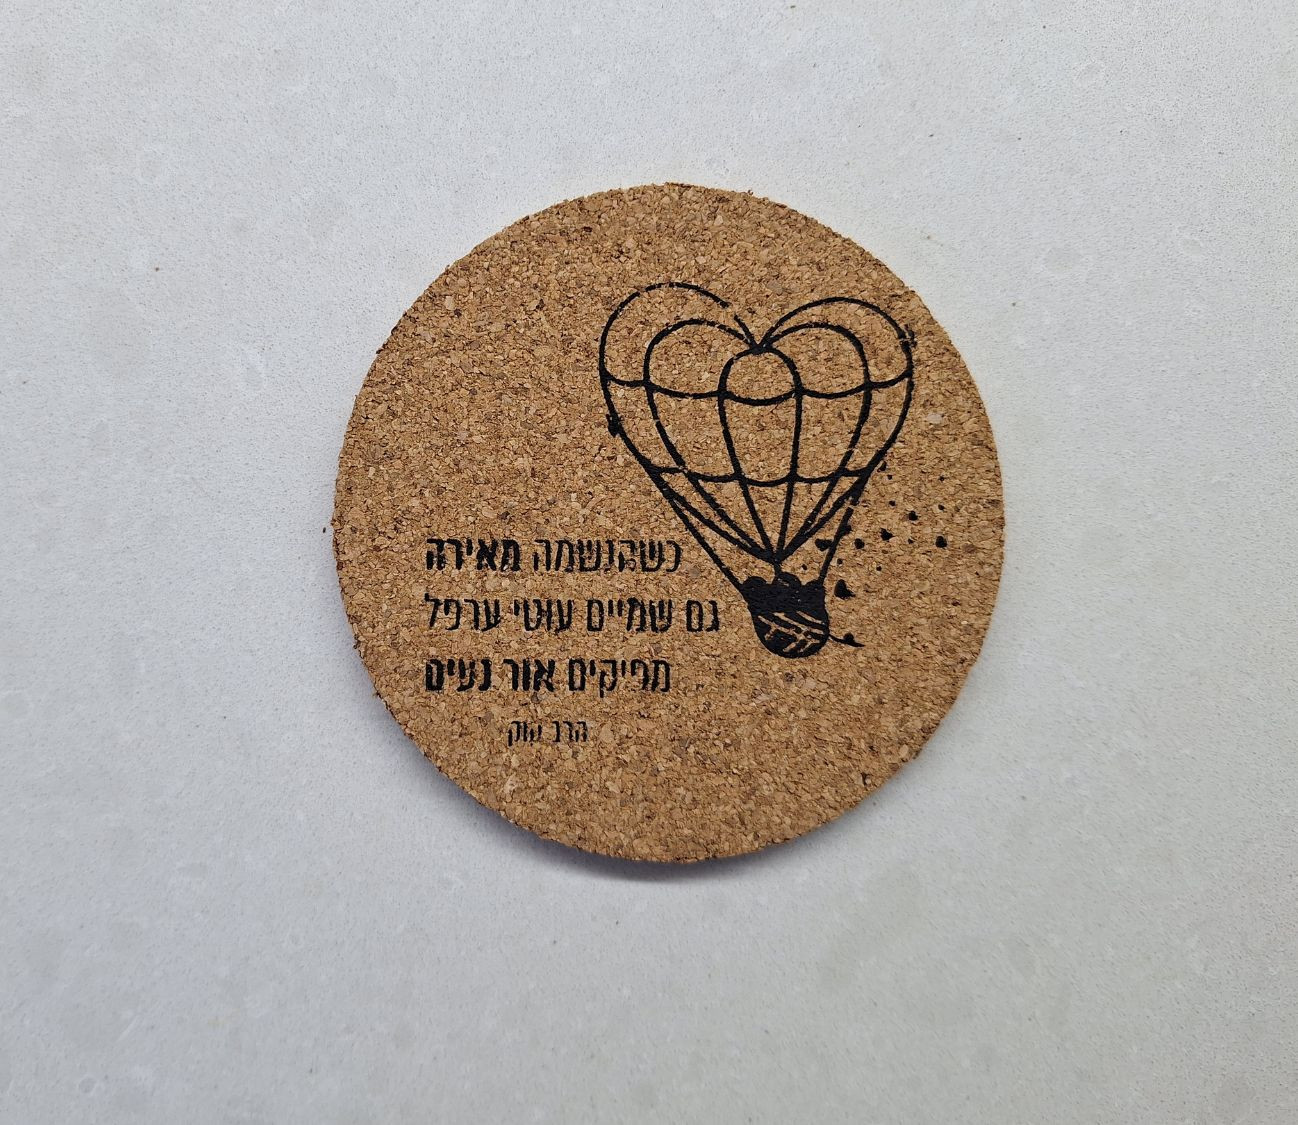 כשהנשמה מאירה
גם שמיים עוטי ערפל
מפיקים אור נעים
הרב קוק